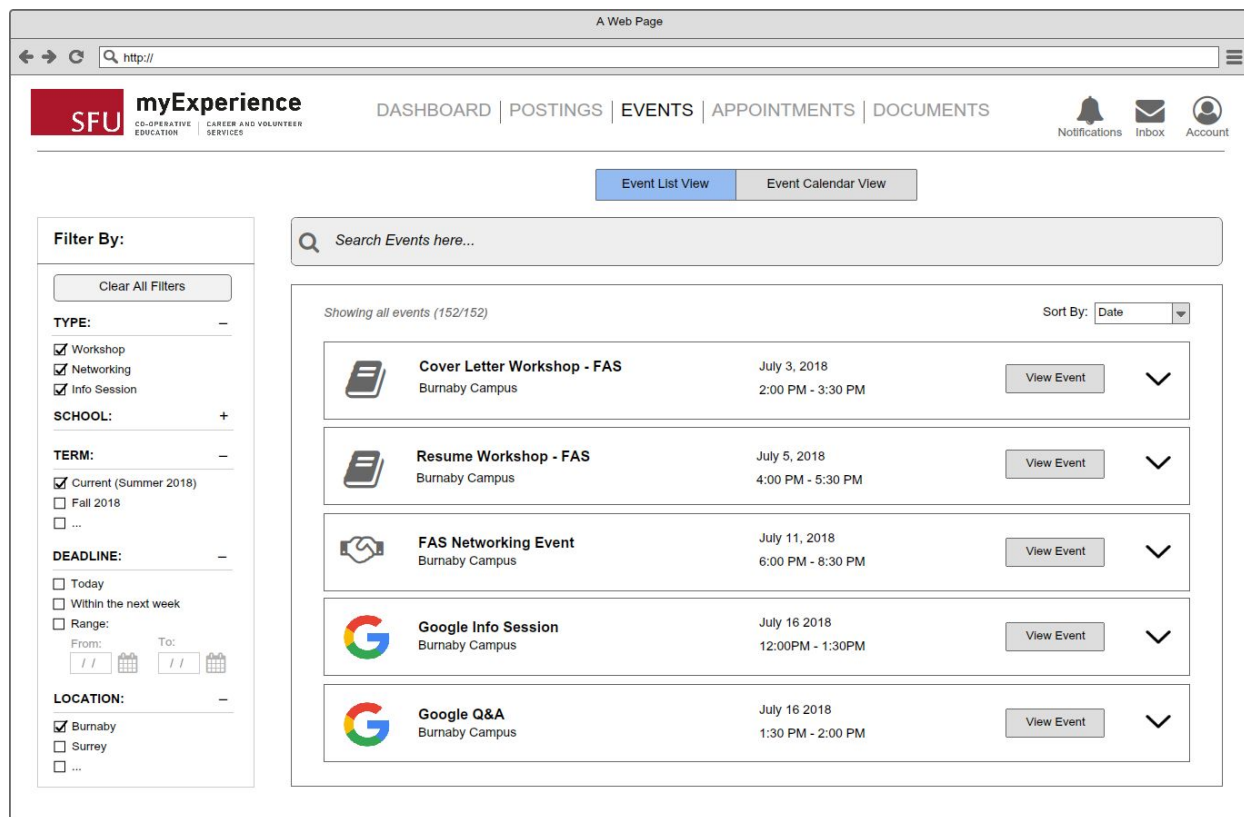 A Web Page
http://
SFU
myExperience
CO-OPERATIVE EDUCATION | CAREER AND VOLUNTEER SERVICES
DASHBOARD | POSTINGS | EVENTS | APPOINTMENTS | DOCUMENTS
Notifications Inbox Account
Event List View Event Calendar View
Filter By:
Clear All Filters
TYPE: –
Workshop
Networking
Info Session
SCHOOL: +
TERM: –
Current (Summer 2018)
Fall 2018
...
DEADLINE: –
Today
Within the next week
Range:
From: To:
/ / / /
LOCATION: –
Burnaby
Surrey
...
Search Events here...
Showing all events (152/152)
Sort By: Date
Cover Letter Workshop - FAS
Burnaby Campus
July 3, 2018
2:00 PM - 3:30 PM
View Event
Resume Workshop - FAS
Burnaby Campus
July 5, 2018
4:00 PM - 5:30 PM
View Event
FAS Networking Event
Burnaby Campus
July 11, 2018
6:00 PM - 8:30 PM
View Event
Google Info Session
Burnaby Campus
July 16 2018
12:00PM - 1:30PM
View Event
Google Q&A
Burnaby Campus
July 16 2018
1:30 PM - 2:00 PM
View Event